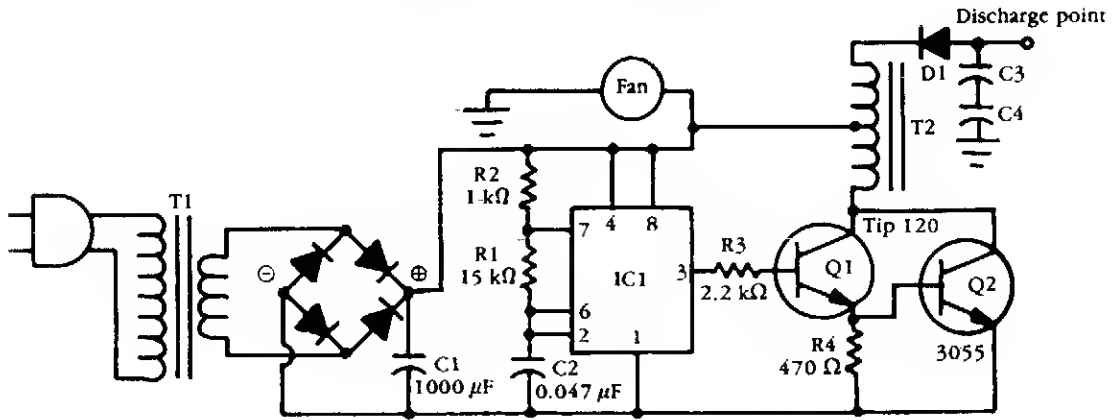 Discharge point
D1
C3
C4
T2
Fan
T1
R2
1 kΩ
7
4
8
Tip 120
R1
15 kΩ
IC1
3
R3
2.2 kΩ
Q1
Q2
⊖
⊕
6
2
1
R4
470 Ω
3055
C1
1000 µF
C2
0.047 µF